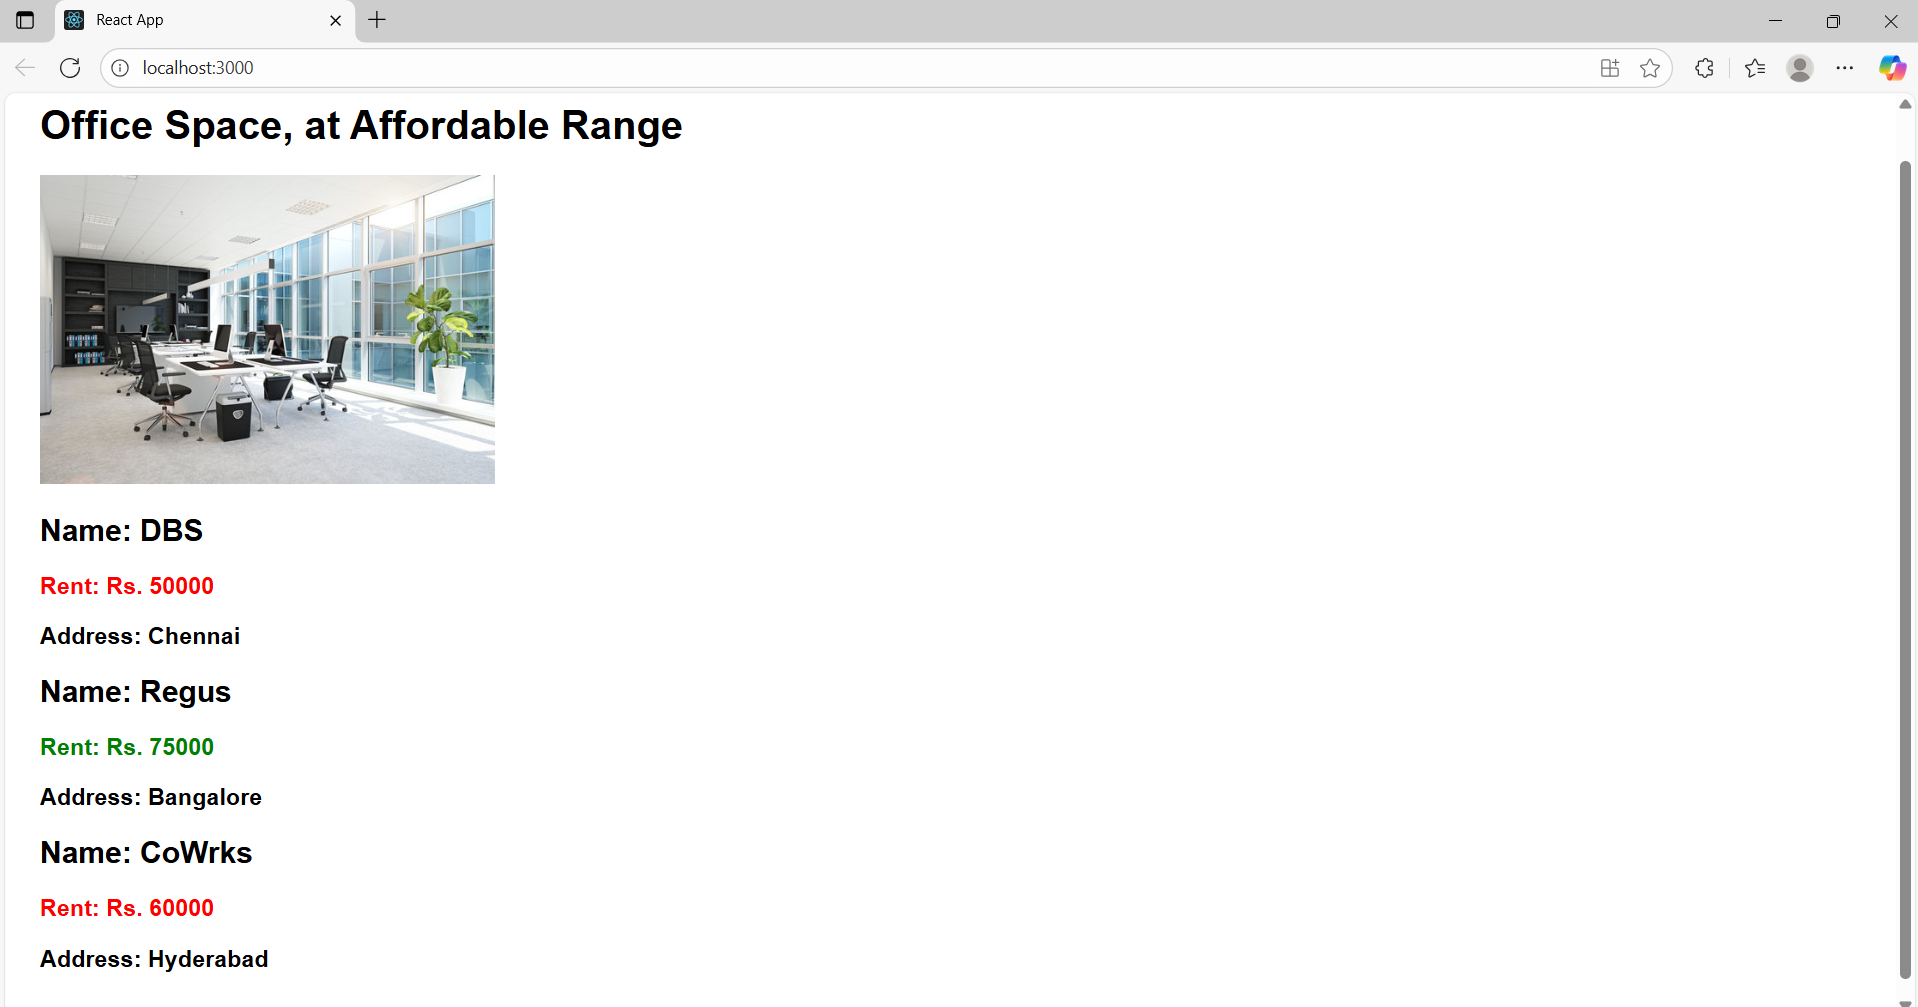 React App
localhost:3000
Office Space, at Affordable Range
Name: DBS
Rent: Rs. 50000
Address: Chennai
Name: Regus
Rent: Rs. 75000
Address: Bangalore
Name: CoWrks
Rent: Rs. 60000
Address: Hyderabad